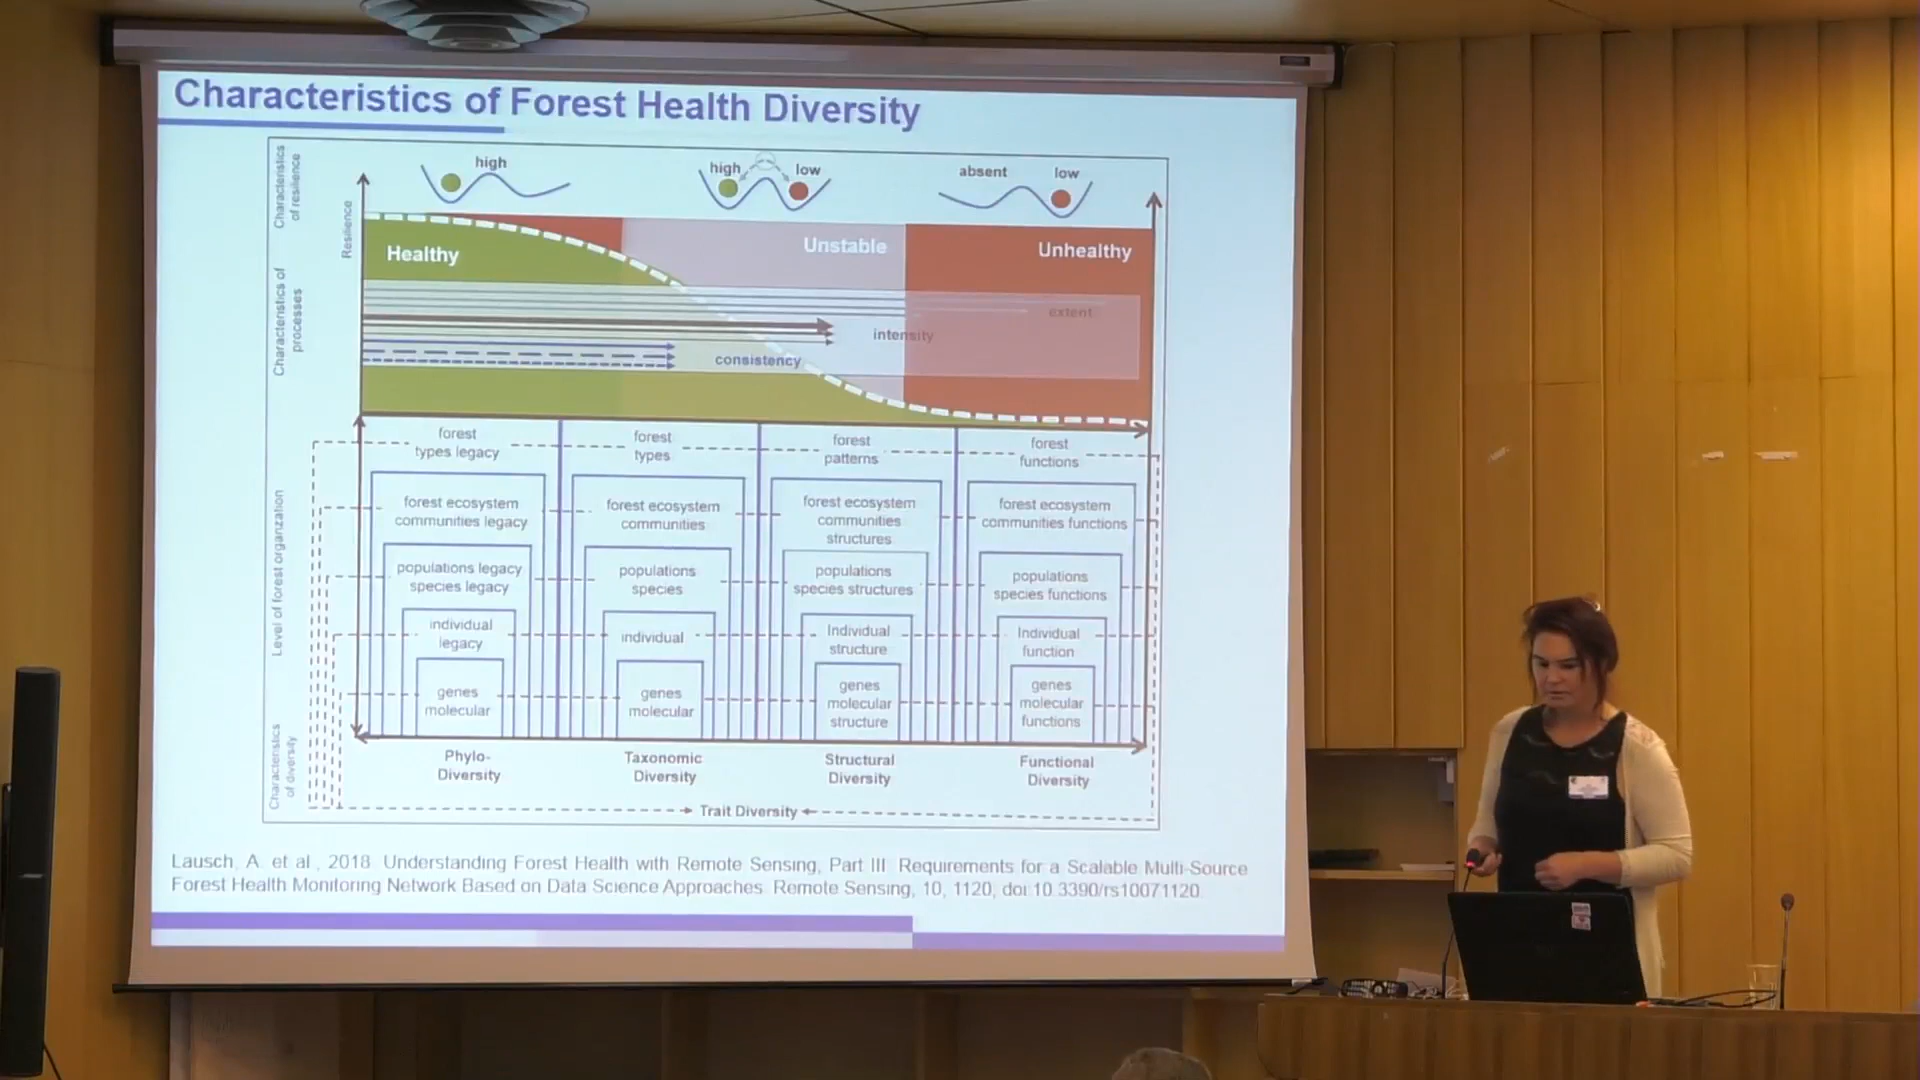 Characteristics of Forest Health Diversity
Characteristics
of resilience
high
high
low
absent
low
Resilience
Healthy
Unstable
Unhealthy
Characteristics of
processes
extent
intensity
consistency
Level of forest organzation
forest
types legacy
forest
types
forest
patterns
forest
functions
forest ecosystem
communities legacy
forest ecosystem
communities
forest ecosystem
communities
structures
forest ecosystem
communities functions
populations legacy
species legacy
populations
species
populations
species structures
populations
species functions
individual
legacy
individual
Individual
structure
Individual
function
genes
molecular
genes
molecular
genes
molecular
structure
genes
molecular
functions
Characteristics
of diversity
Phylo-
Diversity
Taxonomic
Diversity
Structural
Diversity
Functional
Diversity
Trait Diversity
Lausch, A. et al., 2018. Understanding Forest Health with Remote Sensing, Part III. Requirements for a Scalable Multi-Source
Forest Health Monitoring Network Based on Data Science Approaches. Remote Sensing, 10, 1120, doi:10.3390/rs10071120